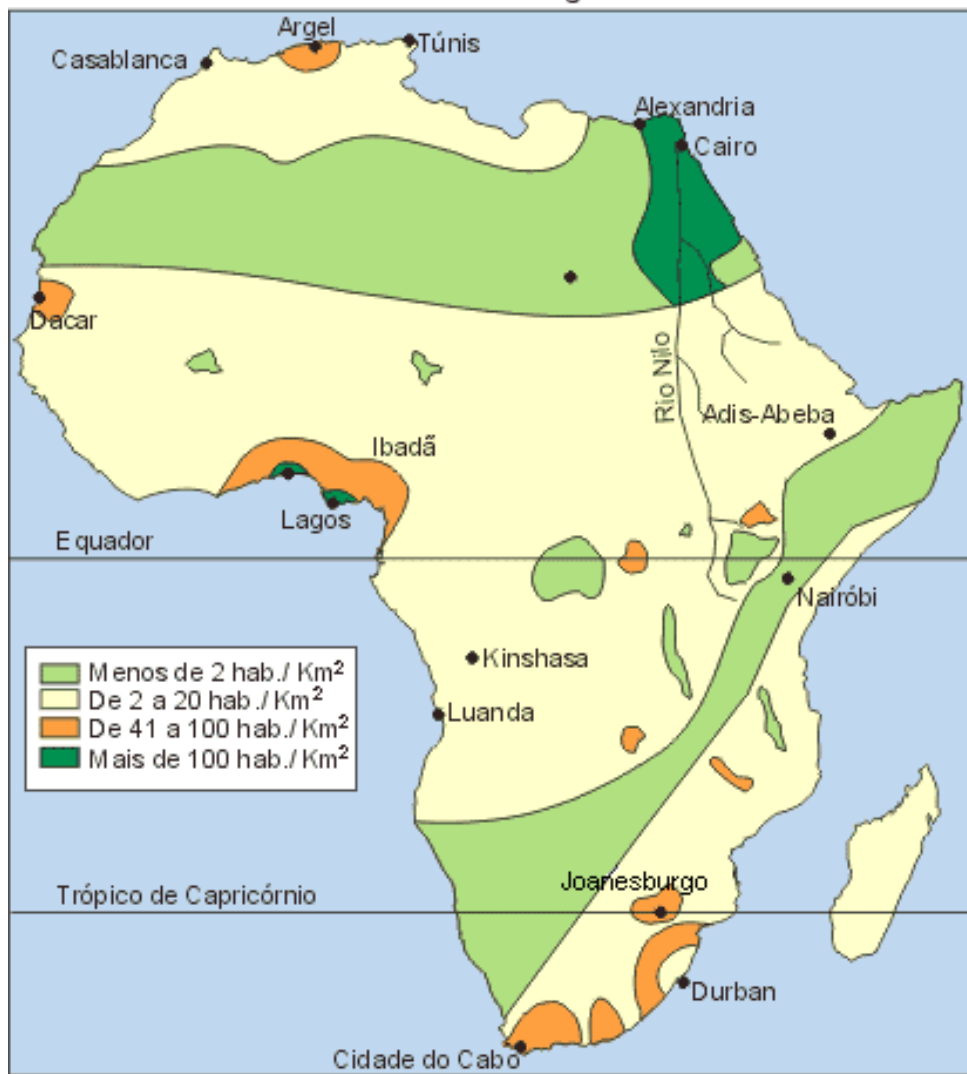 Argel
Túnis
Casablanca
Alexandria
Cairo
Dacar
Rio Nilo
Adis-Abeba
Ibadã
Lagos
Equador
Nairóbi
Menos de 2 hab./ Km²
De 2 a 20 hab./ Km²
De 41 a 100 hab./ Km²
Mais de 100 hab./ Km²
Kinshasa
Luanda
Joanesburgo
Trópico de Capricórnio
Durban
Cidade do Cabo